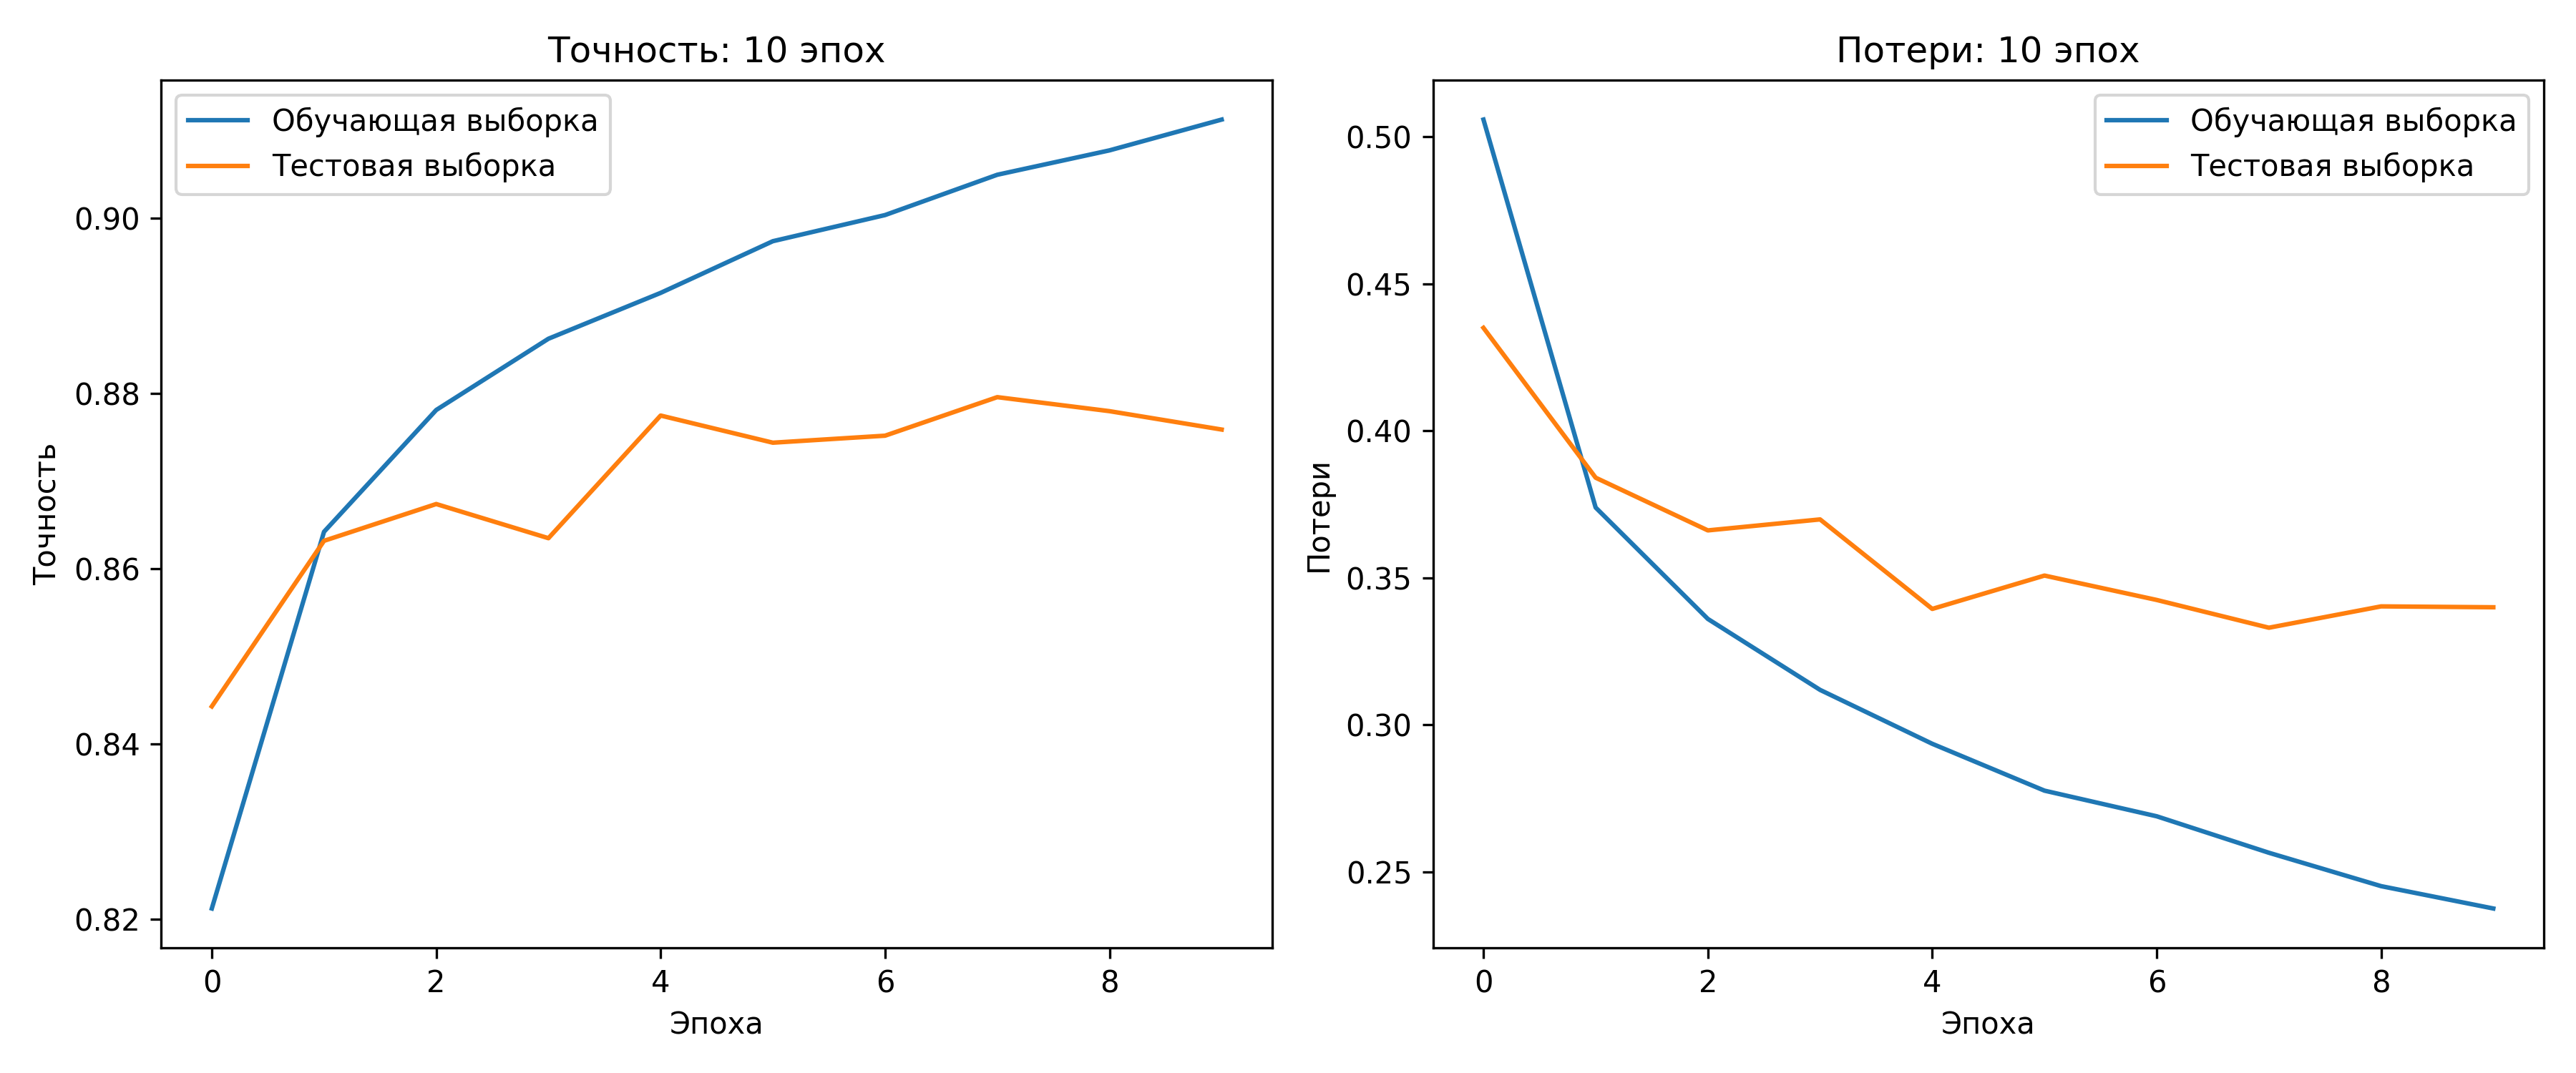 Точность: 10 эпох
Обучающая выборка
Тестовая выборка
0.90
0.88
0.86
0.84
0.82
Точность
0 2 4 6 8
Эпоха
Потери: 10 эпох
Обучающая выборка
Тестовая выборка
0.50
0.45
0.40
0.35
0.30
0.25
Потери
0 2 4 6 8
Эпоха